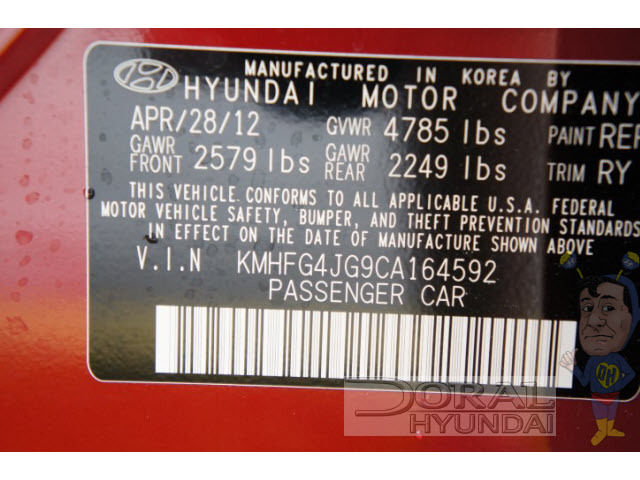 MANUFACTURED IN KOREA BY
HYUNDAI MOTOR COMPANY
APR/28/12 GVWR 4785 lbs PAINT REF
GAWR FRONT 2579 lbs GAWR REAR 2249 lbs TRIM RY
THIS VEHICLE CONFORMS TO ALL APPLICABLE U.S.A. FEDERAL
MOTOR VEHICLE SAFETY, BUMPER, AND THEFT PREVENTION STANDARDS
IN EFFECT ON THE DATE OF MANUFACTURE SHOWN ABOVE
V.I.N KMHFG4JG9CA164592
PASSENGER CAR
DORAL
HYUNDAI
DH